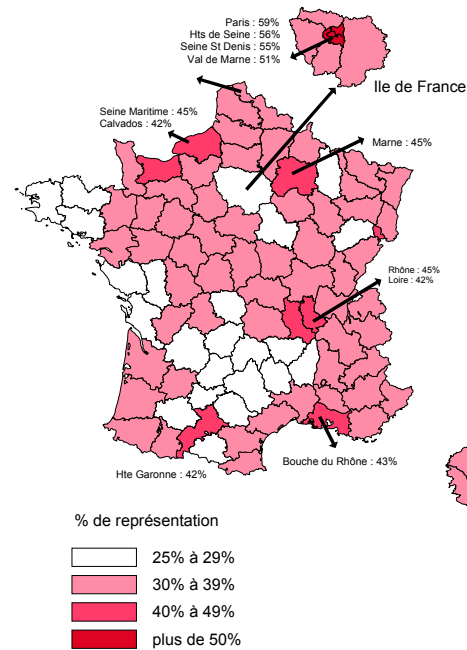 Paris : 59%
Hts de Seine : 56%
Seine St Denis : 55%
Val de Marne : 51%
Ile de France
Seine Maritime : 45%
Calvados : 42%
Marne : 45%
Rhône : 45%
Loire : 42%
Hte Garonne : 42%
Bouche du Rhône : 43%
% de représentation
25% à 29%
30% à 39%
40% à 49%
plus de 50%